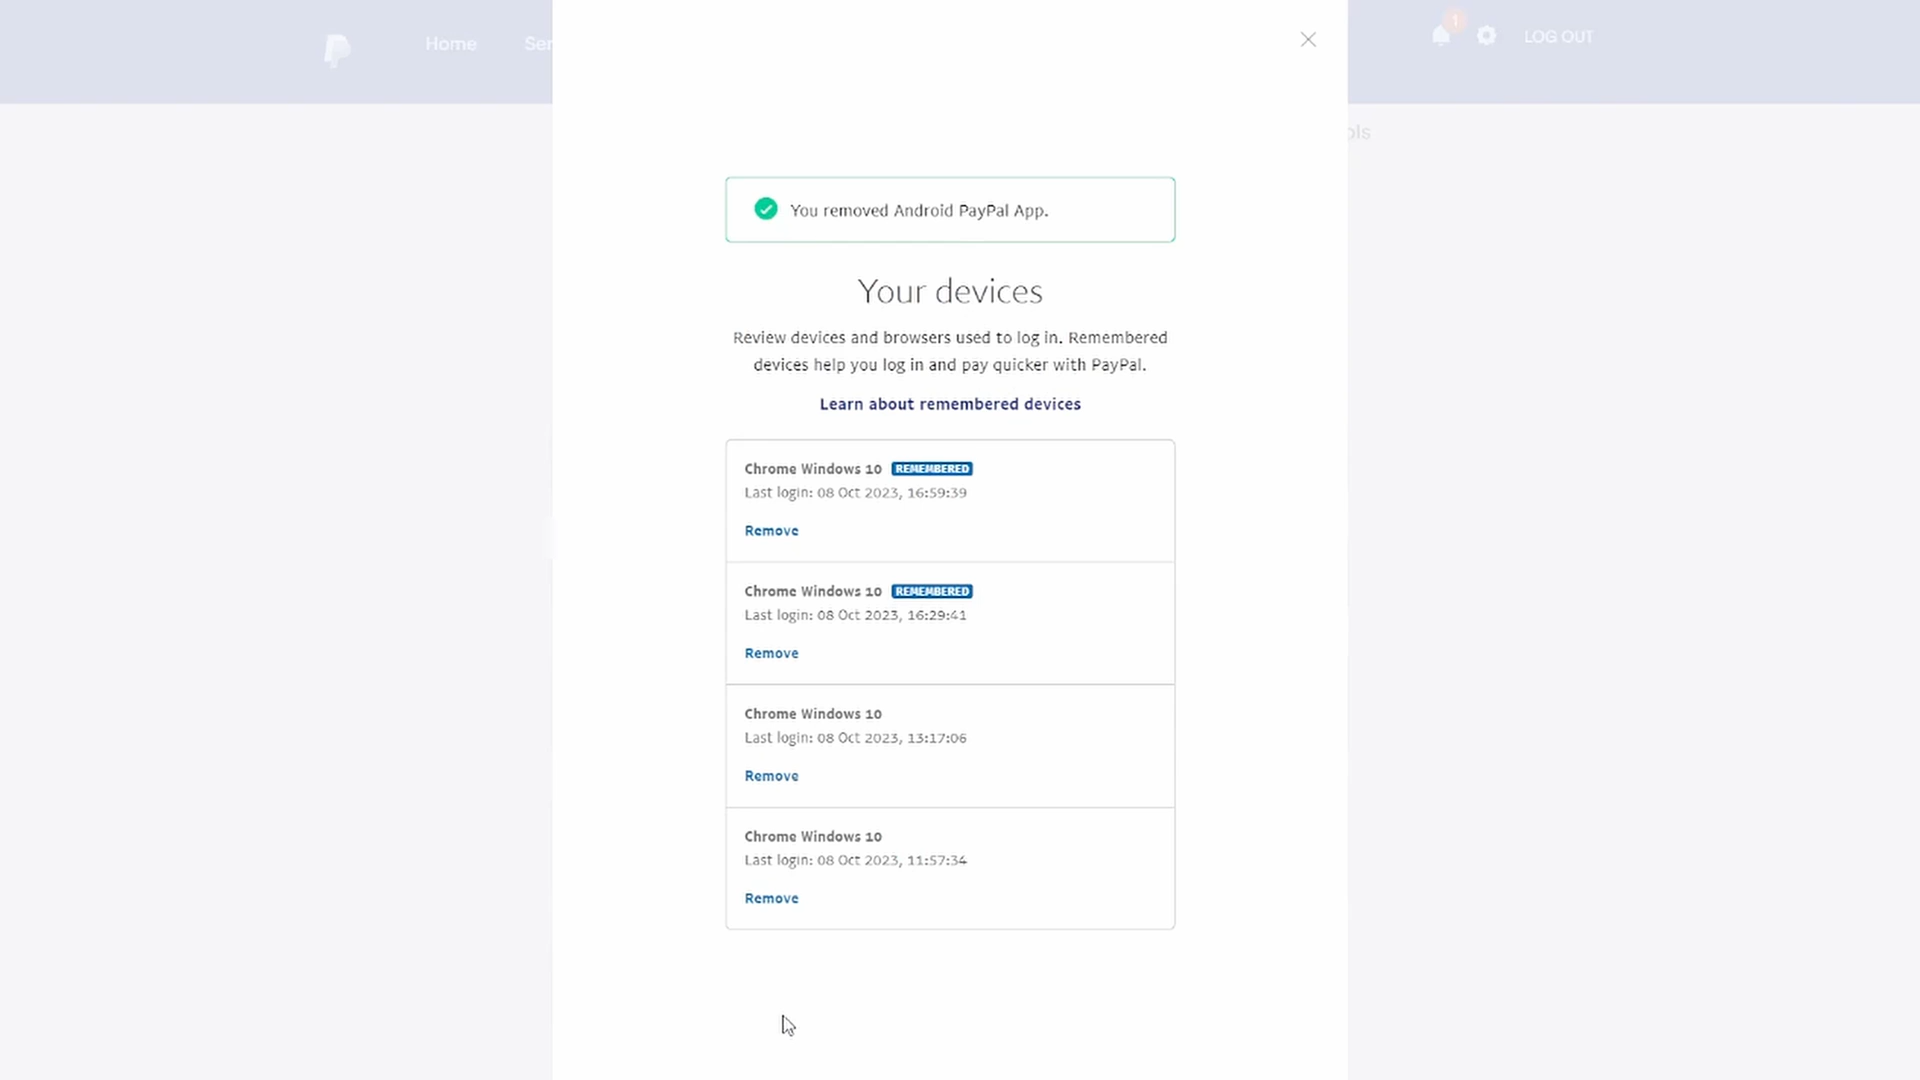 Home
1
LOG OUT
You removed Android PayPal App.
Your devices
Review devices and browsers used to log in. Remembered
devices help you log in and pay quicker with PayPal.
Learn about remembered devices
Chrome Windows 10 REMEMBERED
Last login: 08 Oct 2023, 16:59:39
Remove
Chrome Windows 10 REMEMBERED
Last login: 08 Oct 2023, 16:29:41
Remove
Chrome Windows 10
Last login: 08 Oct 2023, 13:17:06
Remove
Chrome Windows 10
Last login: 08 Oct 2023, 11:57:34
Remove